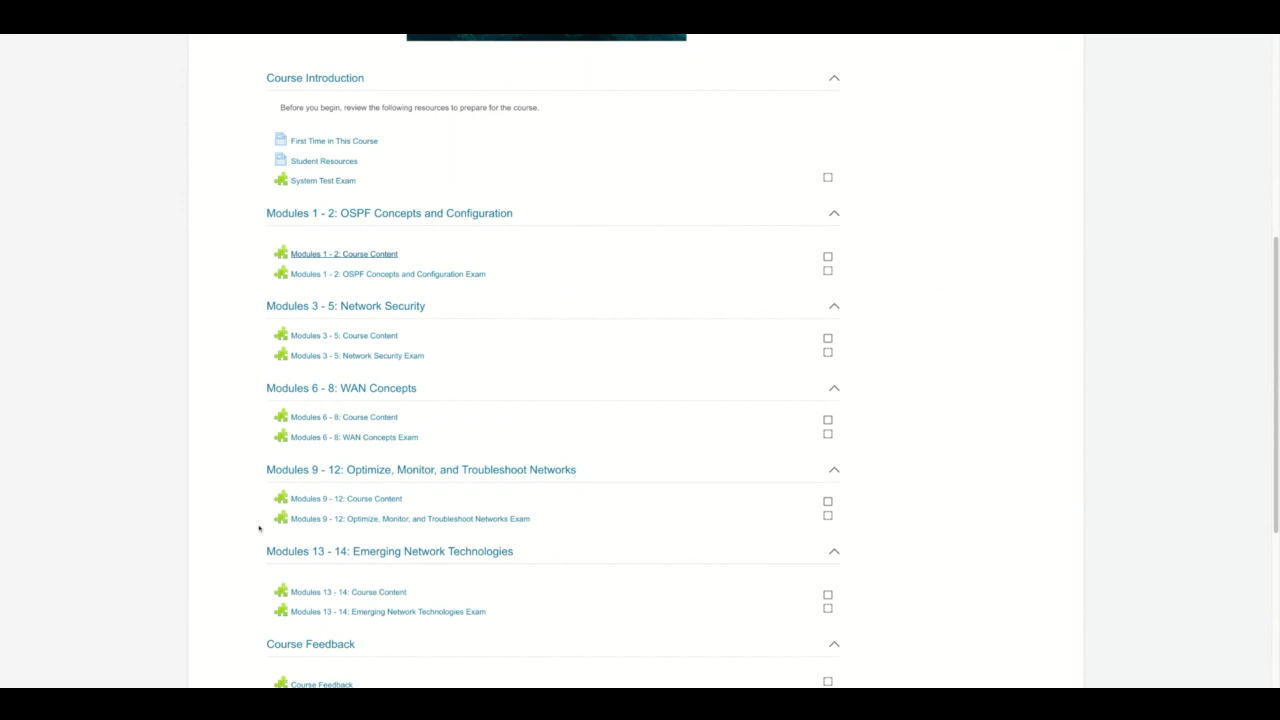 Course Introduction
Before you begin, review the following resources to prepare for the course.
First Time in This Course
Student Resources
System Test Exam
Modules 1 - 2: OSPF Concepts and Configuration
Modules 1 - 2: Course Content
Modules 1 - 2: OSPF Concepts and Configuration Exam
Modules 3 - 5: Network Security
Modules 3 - 5: Course Content
Modules 3 - 5: Network Security Exam
Modules 6 - 8: WAN Concepts
Modules 6 - 8: Course Content
Modules 6 - 8: WAN Concepts Exam
Modules 9 - 12: Optimize, Monitor, and Troubleshoot Networks
Modules 9 - 12: Course Content
Modules 9 - 12: Optimize, Monitor, and Troubleshoot Networks Exam
Modules 13 - 14: Emerging Network Technologies
Modules 13 - 14: Course Content
Modules 13 - 14: Emerging Network Technologies Exam
Course Feedback
Course Feedback